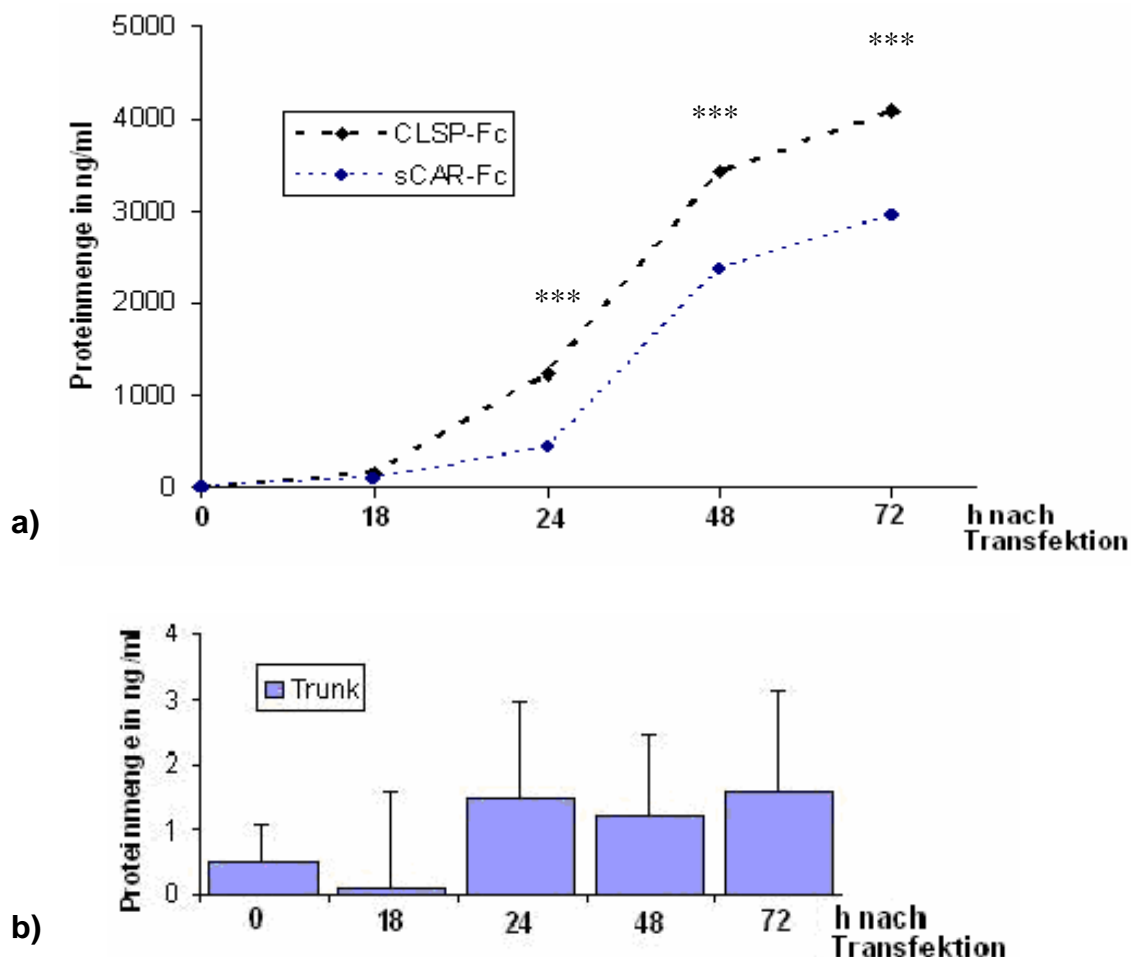 5000
4000
3000
2000
1000
0
Proteinmenge in ng/ml
CLSP-Fc
sCAR-Fc
***
***
***
0 18 24 48 72 h nach
Transfektion
a)
4
3
2
1
0
Proteinmenge in ng/ml
Trunk
0 18 24 48 72 h nach
Transfektion
b)